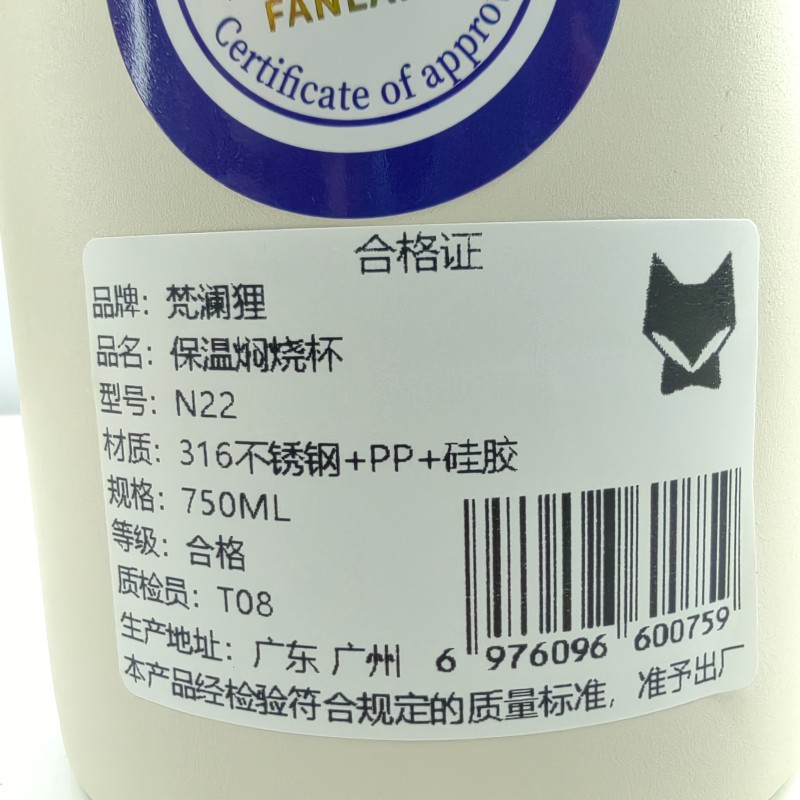 Certificate of
合格证
品牌：梵澜狸
品名：保温焖烧杯
型号：N22
材质：316不锈钢+PP+硅胶
规格：750ML
等级：合格
质检员：T08
生产地址：广东 广州
6 976096 600759
本产品经检验符合规定的质量标准，准予出厂